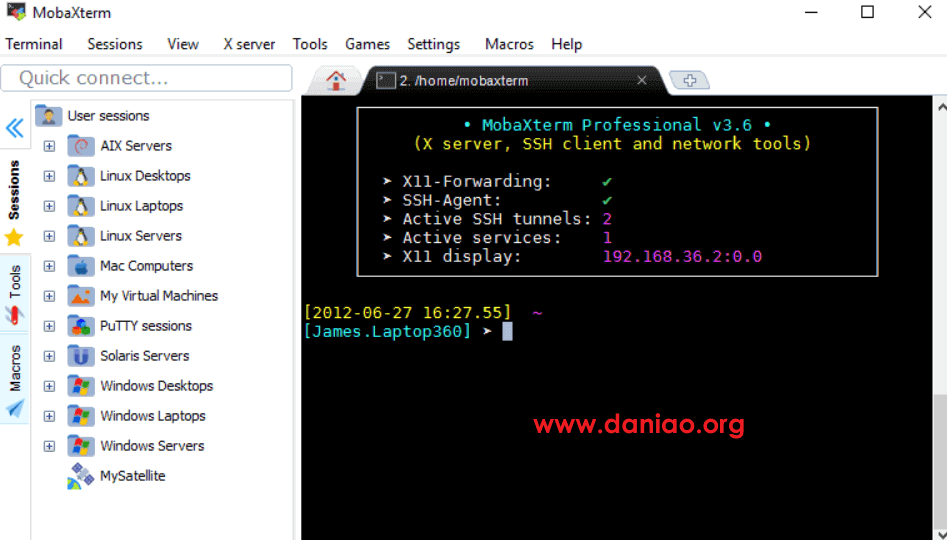 MobaXterm
Terminal Sessions View X server Tools Games Settings Macros Help
Quick connect...
2. /home/mobaxterm
Sessions
Tools
Macros
User sessions
AIX Servers
Linux Desktops
Linux Laptops
Linux Servers
Mac Computers
My Virtual Machines
PuTTY sessions
Solaris Servers
Windows Desktops
Windows Laptops
Windows Servers
MySatellite
• MobaXterm Professional v3.6 •
(X server, SSH client and network tools)
➤ X11-Forwarding: ✔
➤ SSH-Agent: ✔
➤ Active SSH tunnels: 2
➤ Active services: 1
➤ X11 display: 192.168.36.2:0.0
[2012-06-27 16:27.55] ~
[James.Laptop360] ➤
www.daniao.org